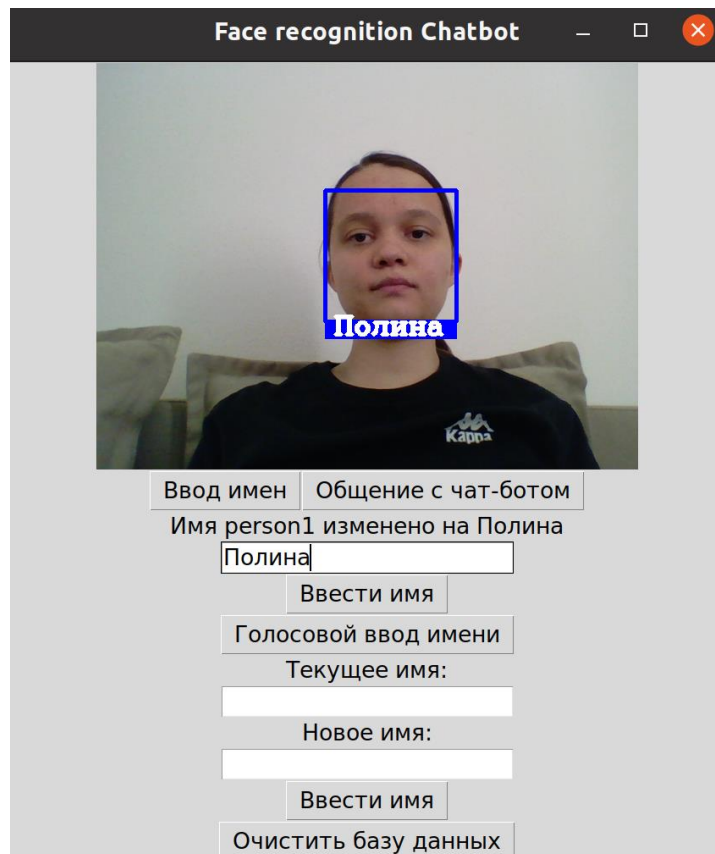 Face recognition Chatbot
Полина
Kappa
Ввод имен Общение с чат-ботом
Имя person1 изменено на Полина
Полина
Ввести имя
Голосовой ввод имени
Текущее имя:
Новое имя:
Ввести имя
Очистить базу данных